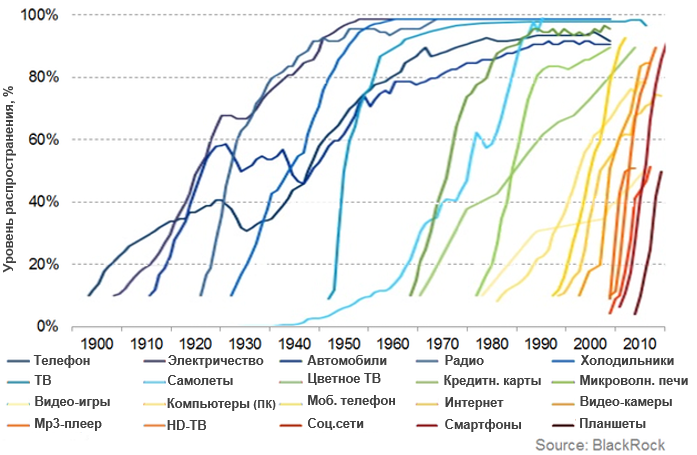 100%
80%
60%
40%
20%
0%
Уровень распространения, %
1900 1910 1920 1930 1940 1950 1960 1970 1980 1990 2000 2010
Телефон Электричество Автомобили Радио Холодильники
ТВ Самолеты Цветное ТВ Кредитн. карты Микроволн. печи
Видео-игры Компьютеры (ПК) Моб. телефон Интернет Видео-камеры
Mp3-плеер HD-ТВ Соц.сети Смартфоны Планшеты
Source: BlackRock